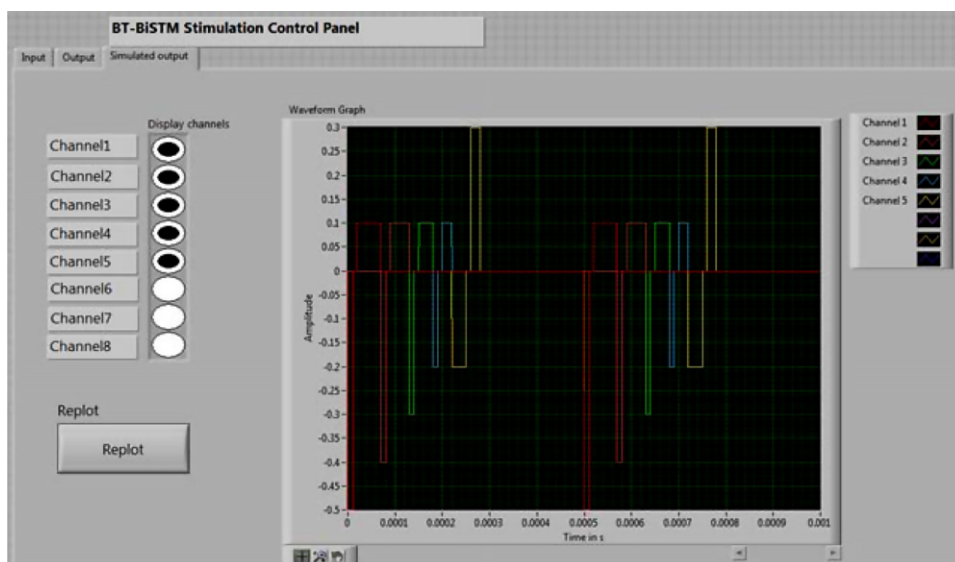 BT-BiSTM Stimulation Control Panel
Input Output Simulated output
Display channels
Channel1
Channel2
Channel3
Channel4
Channel5
Channel6
Channel7
Channel8
Replot
Replot
Waveform Graph
Amplitude
0.3
0.25
0.2
0.15
0.1
0.05
0
-0.05
-0.1
-0.15
-0.2
-0.25
-0.3
-0.35
-0.4
-0.45
-0.5
0 0.0001 0.0002 0.0003 0.0004 0.0005 0.0006 0.0007 0.0008 0.0009 0.001
Time in s
Channel 1
Channel 2
Channel 3
Channel 4
Channel 5